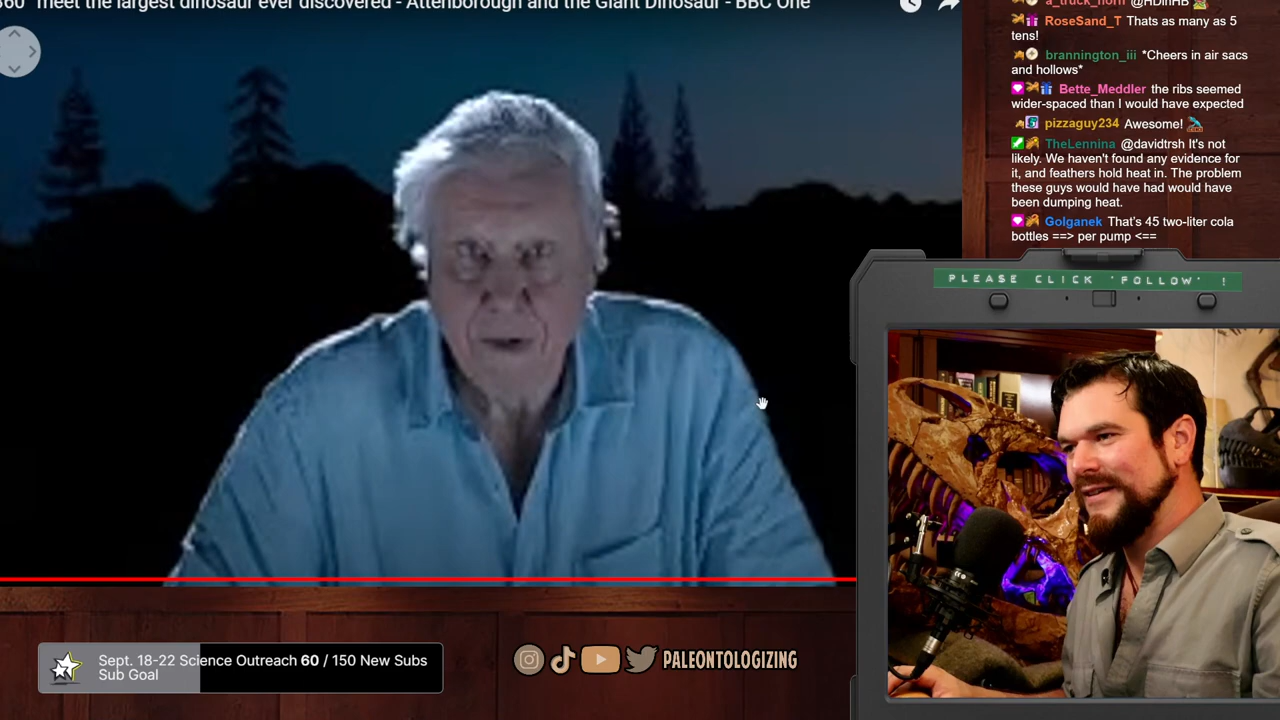 360° meet the largest dinosaur ever discovered - Attenborough and the Giant Dinosaur - BBC One
a_truck_horn @HDinHB
RoseSand_T Thats as many as 5
tens!
brannington_iii *Cheers in air sacs
and hollows*
Bette_Meddler the ribs seemed
wider-spaced than I would have expected
pizzaguy234 Awesome!
TheLennina @davidtrsh It's not
likely. We haven't found any evidence for
it, and feathers hold heat in. The problem
these guys would have had would have
been dumping heat.
Golganek That's 45 two-liter cola
bottles ==> per pump <==
PLEASE CLICK 'FOLLOW' !
Sept. 18-22 Science Outreach 60 / 150 New Subs
Sub Goal
PALEONTOLOGIZING